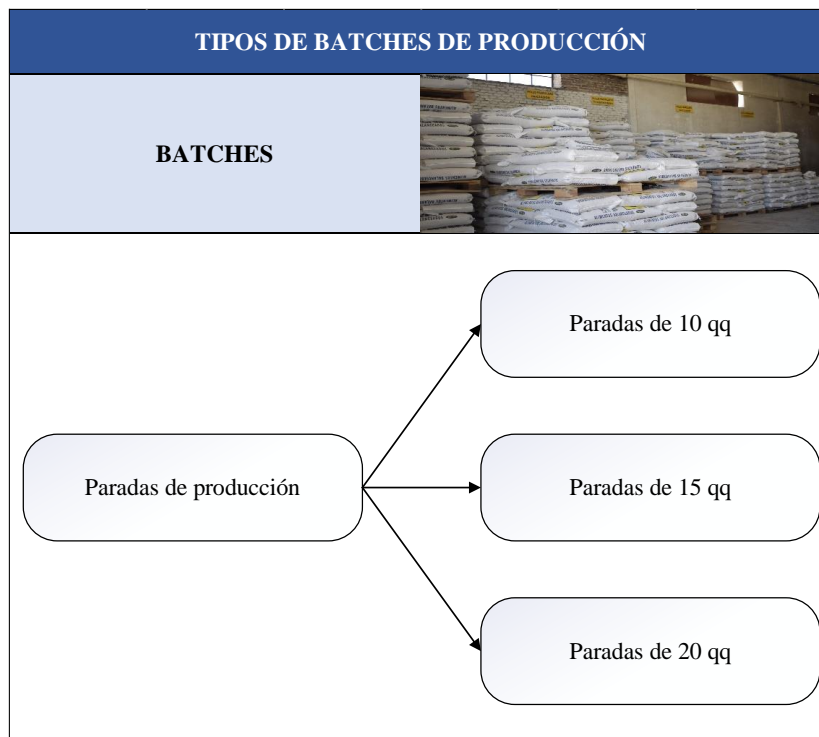 TIPOS DE BATCHES DE PRODUCCIÓN
BATCHES
Paradas de 10 qq
Paradas de producción
Paradas de 15 qq
Paradas de 20 qq